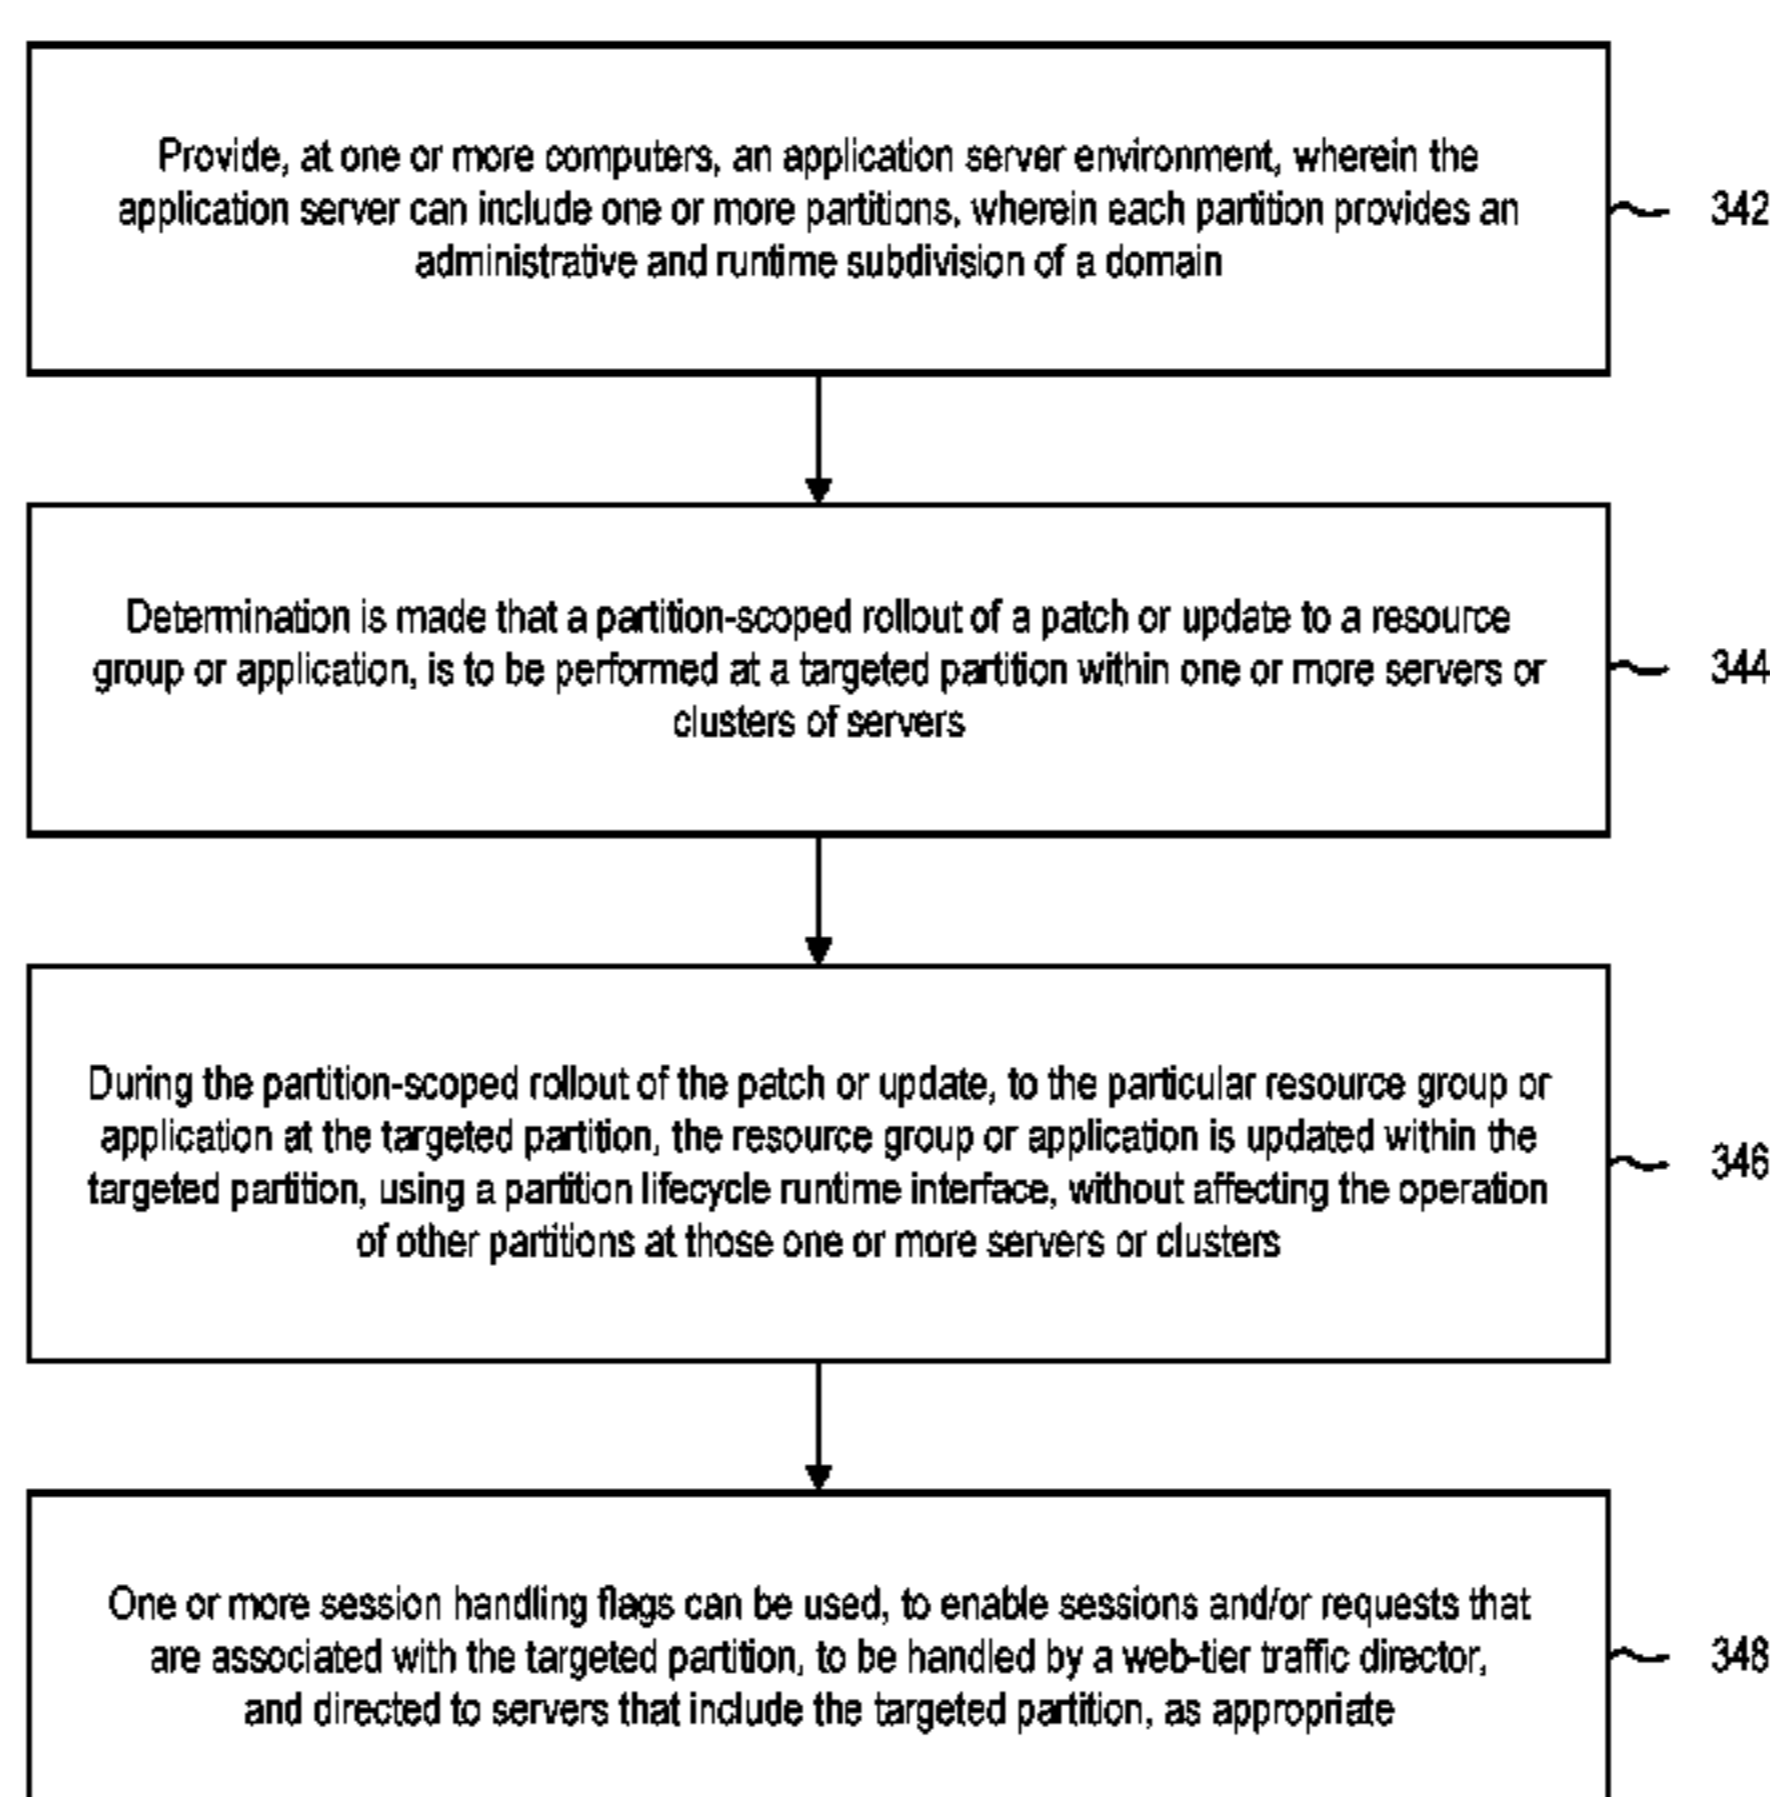 Provide, at one or more computers, an application server environment, wherein the
application server can include one or more partitions, wherein each partition provides an
administrative and runtime subdivision of a domain
342
Determination is made that a partition-scoped rollout of a patch or update to a resource
group or application, is to be performed at a targeted partition within one or more servers or
clusters of servers
344
During the partition-scoped rollout of the patch or update, to the particular resource group or
application at the targeted partition, the resource group or application is updated within the
targeted partition, using a partition lifecycle runtime interface, without affecting the operation
of other partitions at those one or more servers or clusters
346
One or more session handling flags can be used, to enable sessions and/or requests that
are associated with the targeted partition, to be handled by a web-tier traffic director,
and directed to servers that include the targeted partition, as appropriate
348